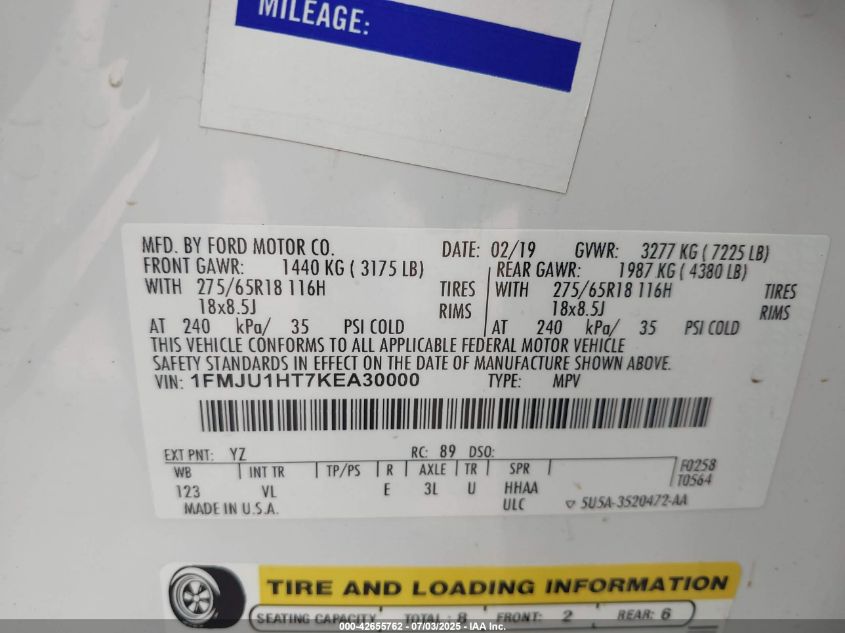 MILEAGE:
MFD. BY FORD MOTOR CO. DATE: 02/19 GVWR: 3277 KG ( 7225 LB)
FRONT GAWR: 1440 KG ( 3175 LB) REAR GAWR: 1987 KG ( 4380 LB)
WITH 275/65R18 116H TIRES WITH 275/65R18 116H TIRES
18x8.5J RIMS 18x8.5J RIMS
AT 240 kPa/ 35 PSI COLD AT 240 kPa/ 35 PSI COLD
THIS VEHICLE CONFORMS TO ALL APPLICABLE FEDERAL MOTOR VEHICLE
SAFETY STANDARDS IN EFFECT ON THE DATE OF MANUFACTURE SHOWN ABOVE.
VIN: 1FMJU1HT7KEA30000 TYPE: MPV
EXT PNT: YZ RC: 89 DSO:
WB INT TR TP/PS R AXLE TR SPR F0258
123 VL E 3L U HHAA T0564
MADE IN U.S.A. ULC 5U5A-3520472-AA
TIRE AND LOADING INFORMATION
SEATING CAPACITY TOTAL: 8 FRONT: 2 REAR: 6
000-42655762 - 07/03/2025 - IAA Inc.